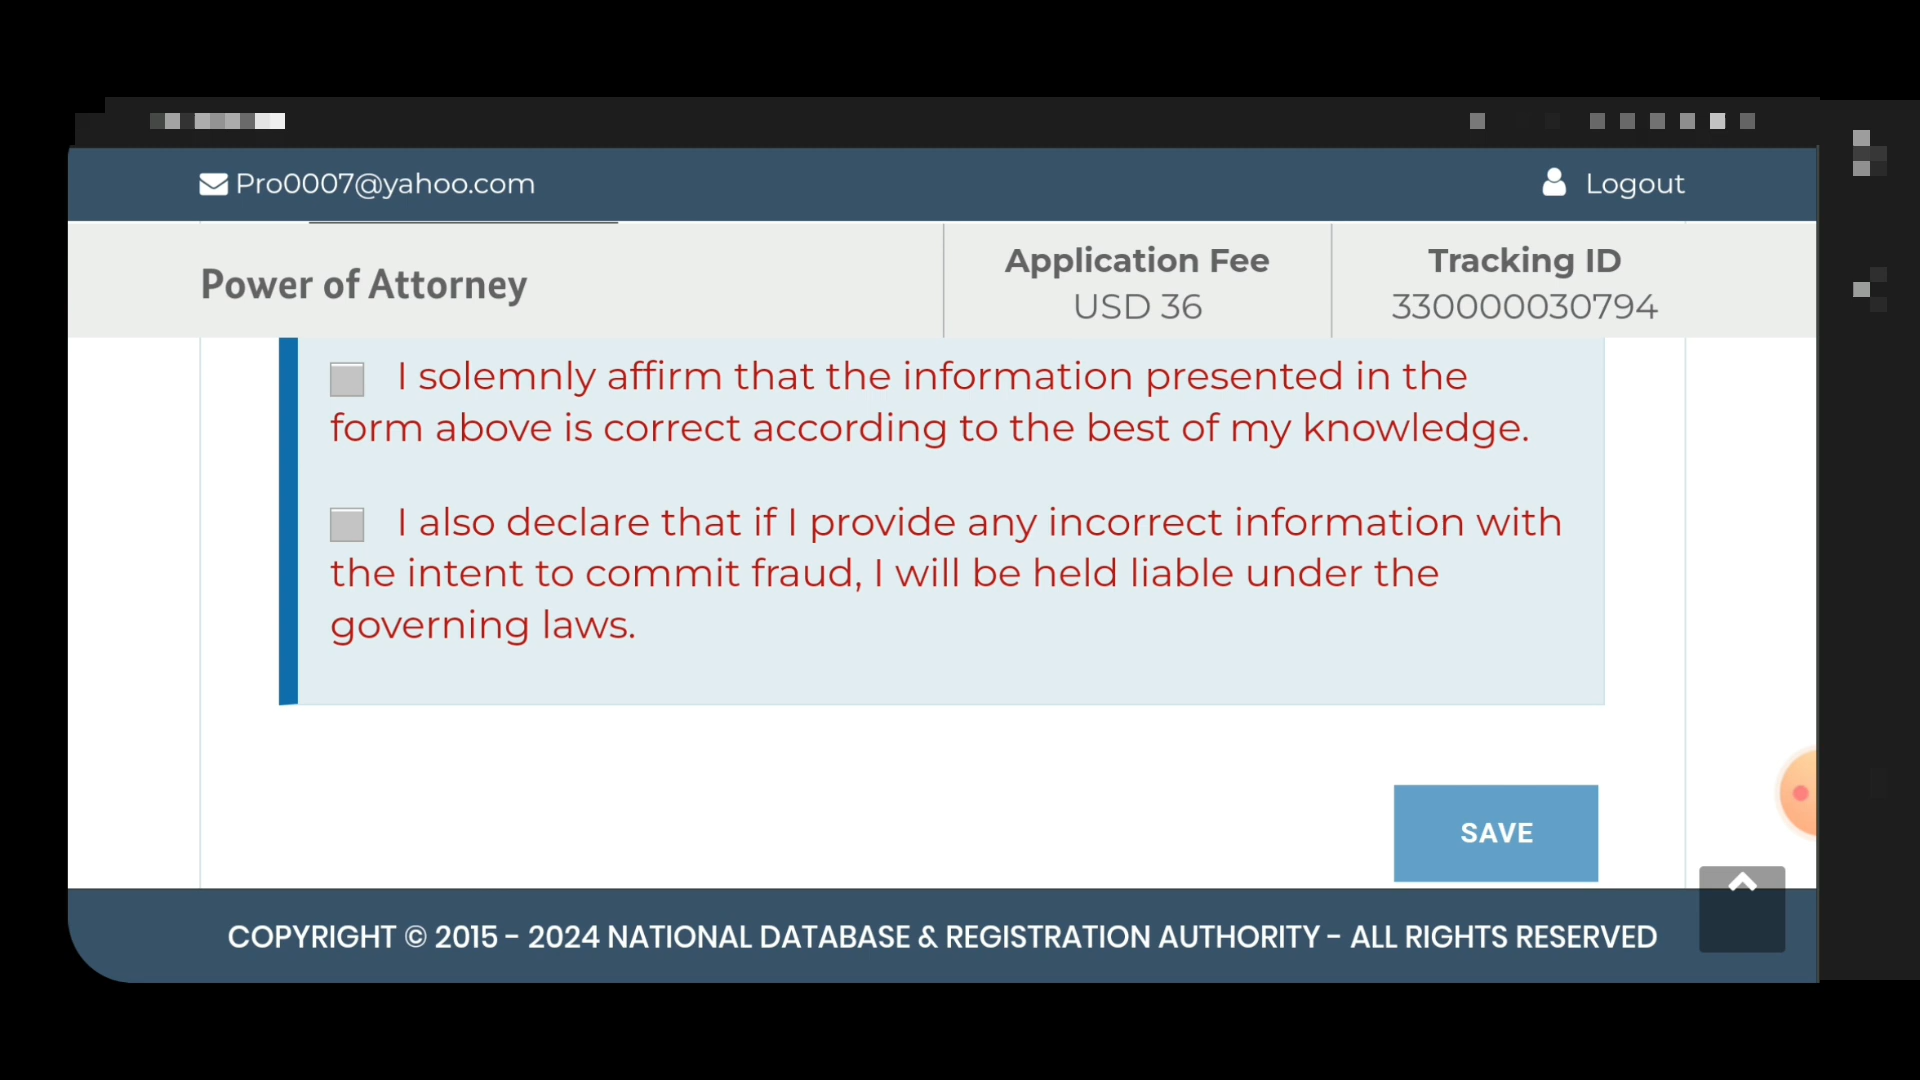 Pro0007@yahoo.com
Logout
Power of Attorney
Application Fee
USD 36
Tracking ID
330000030794
I solemnly affirm that the information presented in the
form above is correct according to the best of my knowledge.
I also declare that if I provide any incorrect information with
the intent to commit fraud, I will be held liable under the
governing laws.
SAVE
COPYRIGHT © 2015 - 2024 NATIONAL DATABASE & REGISTRATION AUTHORITY - ALL RIGHTS RESERVED